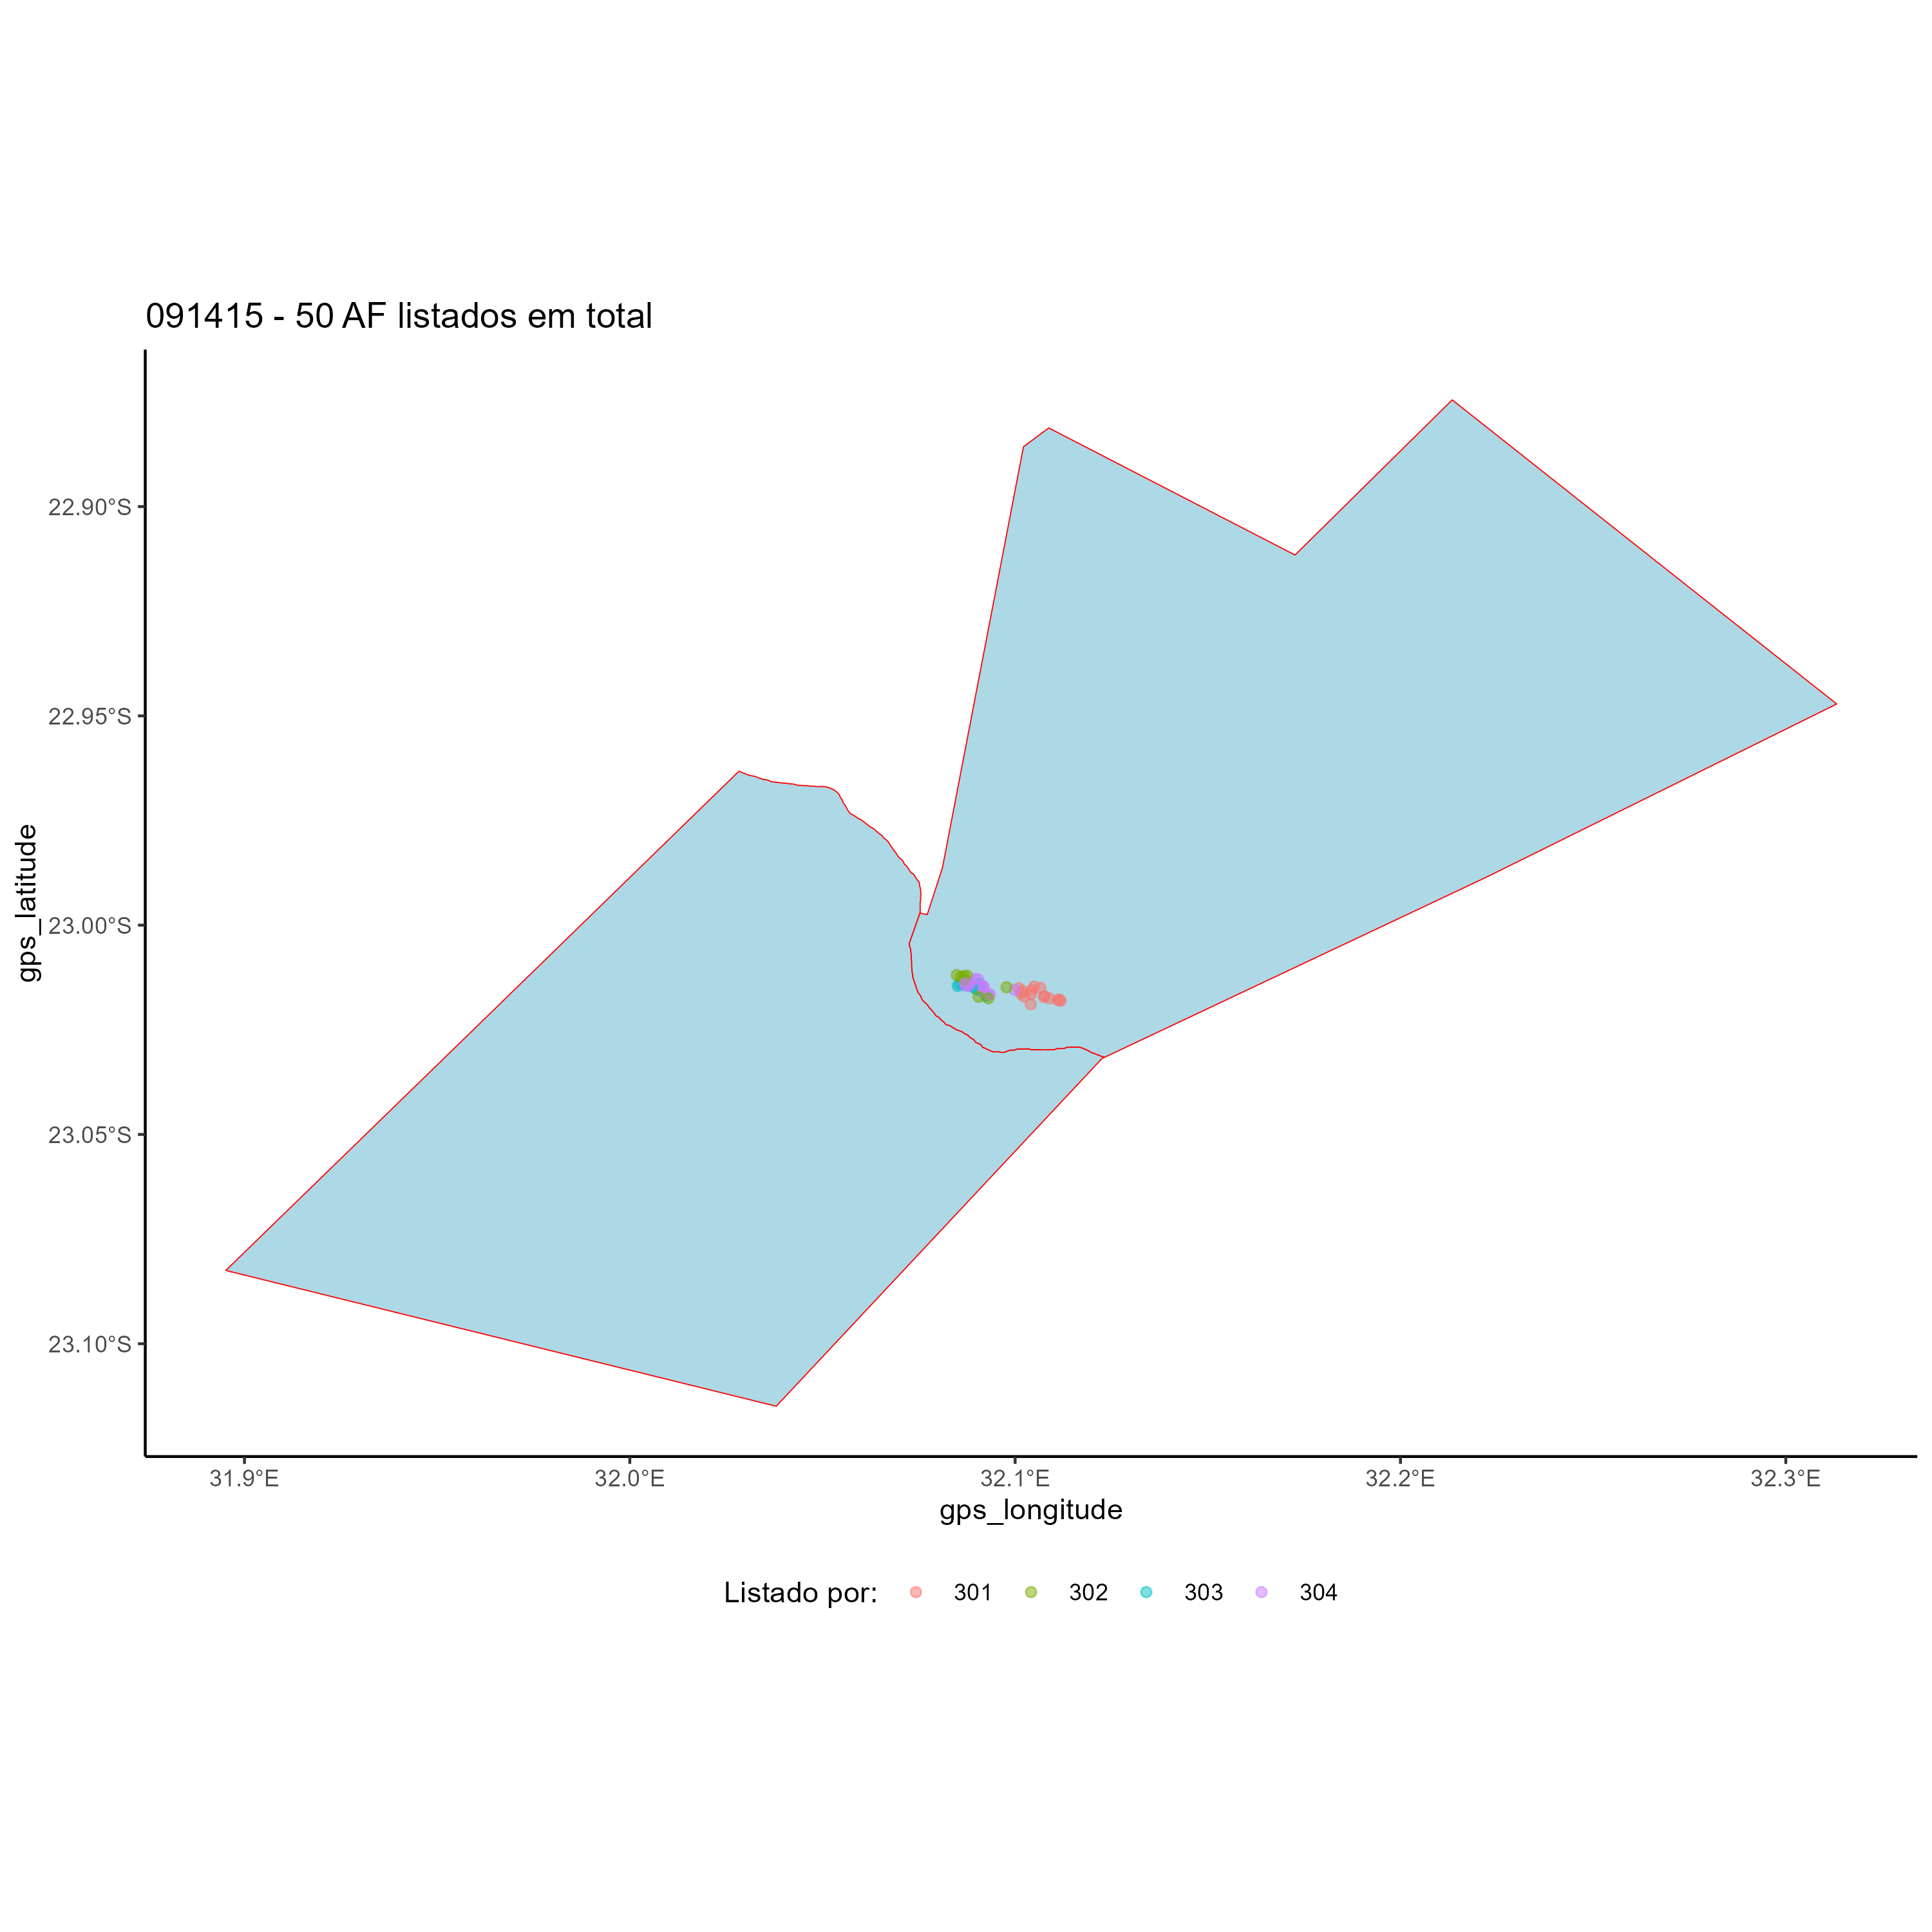 091415 - 50 AF listados em total
gps_latitude
22.90°S
22.95°S
23.00°S
23.05°S
23.10°S
31.9°E 32.0°E 32.1°E 32.2°E 32.3°E
gps_longitude
Listado por: 301 302 303 304